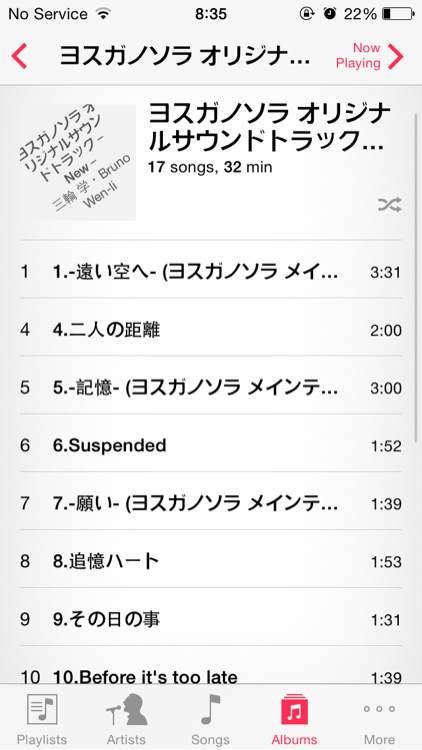 No Service 8:35 22%
ヨスガノソラ オリジナ...
Now
Playing
ヨスガノソラ オ
リジナルサウン
ドトラック–
New –
三輪 学・Bruno
Wen-li
ヨスガノソラ オリジナ
ルサウンドトラック...
17 songs, 32 min
1 1.-遠い空へ- (ヨスガノソラ メイ... 3:31
4 4.二人の距離 2:00
5 5.-記憶- (ヨスガノソラ メインテ... 3:00
6 6.Suspended 1:52
7 7.-願い- (ヨスガノソラ メインテ... 1:39
8 8.追憶ハート 1:53
9 9.その日の事 1:31
10 10.Before it's too late 1:39
Playlists Artists Songs Albums More